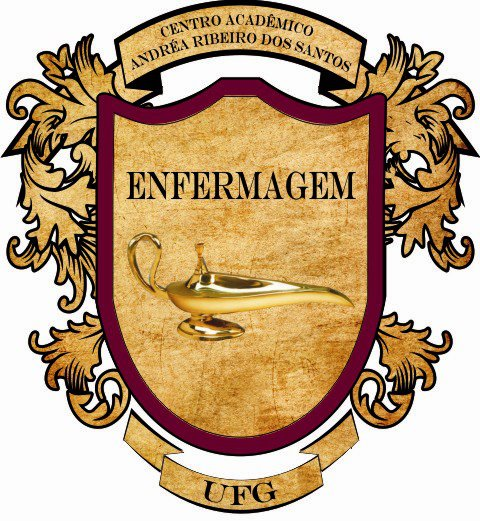 CENTRO ACADÊMICO
ANDRÉA RIBEIRO DOS SANTOS
ENFERMAGEM
UFG